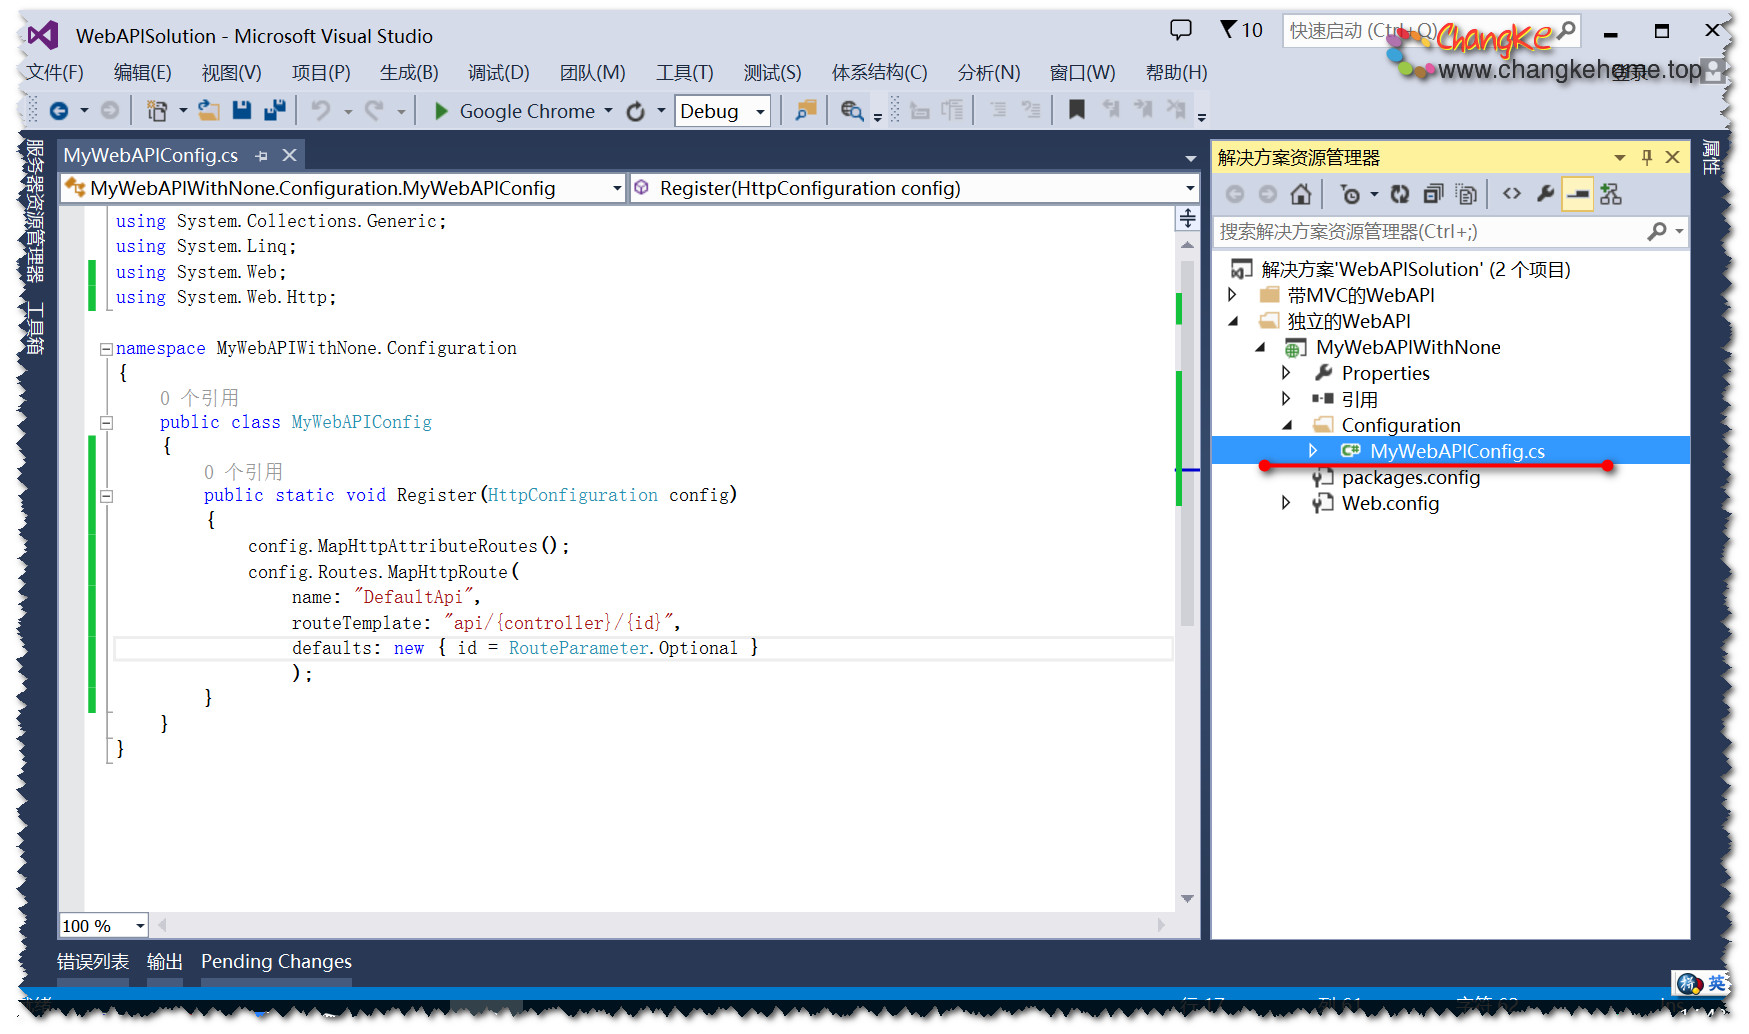 WebAPISolution - Microsoft Visual Studio
10
快速启动 (Ctrl+Q)
ChangKe
www.changkehome.top
文件(F) 编辑(E) 视图(V) 项目(P) 生成(B) 调试(D) 团队(M) 工具(T) 测试(S) 体系结构(C) 分析(N) 窗口(W) 帮助(H)
Google Chrome Debug
服务器资源管理器
工具箱
MyWebAPIConfig.cs
MyWebAPIWithNone.Configuration.MyWebAPIConfig
Register(HttpConfiguration config)
using System.Collections.Generic;
using System.Linq;
using System.Web;
using System.Web.Http;
namespace MyWebAPIWithNone.Configuration
{
0 个引用
public class MyWebAPIConfig
{
0 个引用
public static void Register(HttpConfiguration config)
{
config.MapHttpAttributeRoutes();
config.Routes.MapHttpRoute(
name: "DefaultApi",
routeTemplate: "api/{controller}/{id}",
defaults: new { id = RouteParameter.Optional }
);
}
}
}
100 %
解决方案资源管理器
搜索解决方案资源管理器(Ctrl+;)
解决方案'WebAPISolution' (2 个项目)
带MVC的WebAPI
独立的WebAPI
MyWebAPIWithNone
Properties
引用
Configuration
C# MyWebAPIConfig.cs
packages.config
Web.config
属性
错误列表 输出 Pending Changes
英